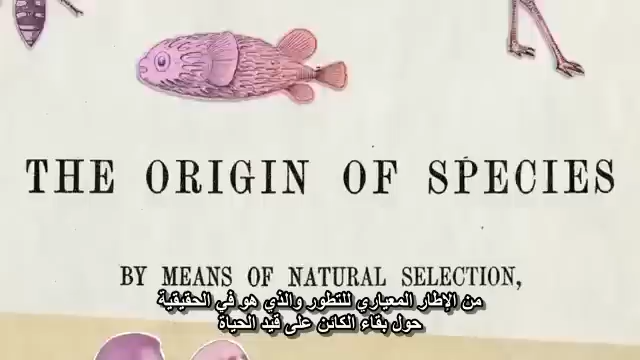 THE ORIGIN OF SPECIES
BY MEANS OF NATURAL SELECTION,
من الإطار المعياري للتطور والذي هو في الحقيقية
حول بقاء الكائن على قيد الحياة